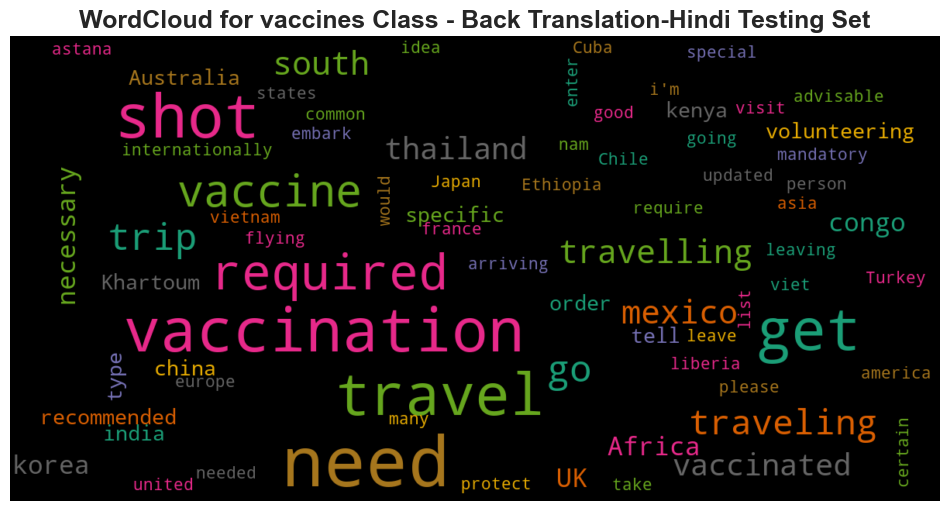 WordCloud for vaccines Class - Back Translation-Hindi Testing Set
astana
idea
Cuba
special
south
Australia
states
enter
i'm
advisable
shot
common
good
kenya
visit
embark
going
volunteering
internationally
thailand
nam
Chile
mandatory
necessary
vaccine
would
Japan
Ethiopia
updated
person
vietnam
specific
require
asia
trip
flying
france
congo
required
arriving
travelling
leaving
Khartoum
order
mexico
list
viet
Turkey
vaccination
tell
leave
get
type
china
europe
go
liberia
america
travel
please
recommended
many
traveling
india
need
Africa
certain
korea
needed
vaccinated
united
protect
UK
take